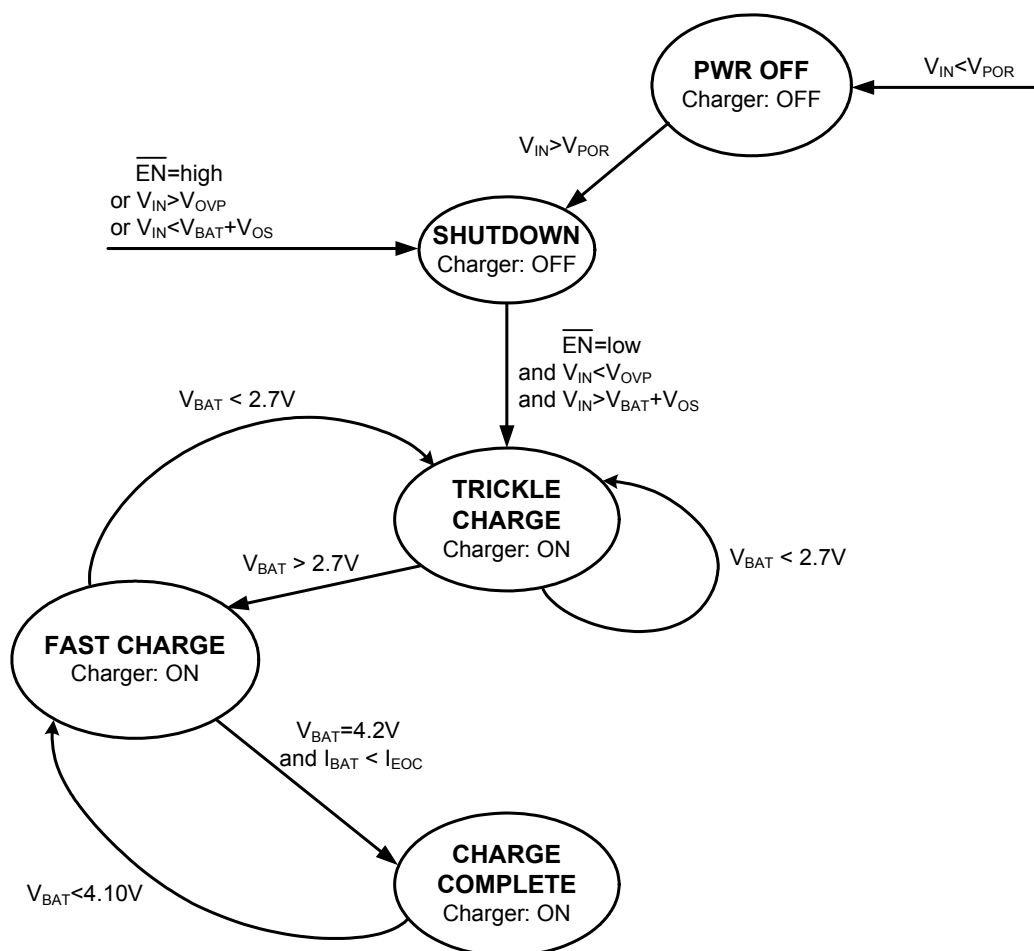 PWR OFF
Charger: OFF
V_IN<V_POR
V_IN>V_POR
E̅N̅=high
or V_IN>V_OVP
or V_IN<V_BAT+V_OS
SHUTDOWN
Charger: OFF
E̅N̅=low
and V_IN<V_OVP
and V_IN>V_BAT+V_OS
V_BAT < 2.7V
TRICKLE
CHARGE
Charger: ON
V_BAT < 2.7V
V_BAT > 2.7V
FAST CHARGE
Charger: ON
V_BAT=4.2V
and I_BAT < I_EOC
CHARGE
COMPLETE
Charger: ON
V_BAT<4.10V